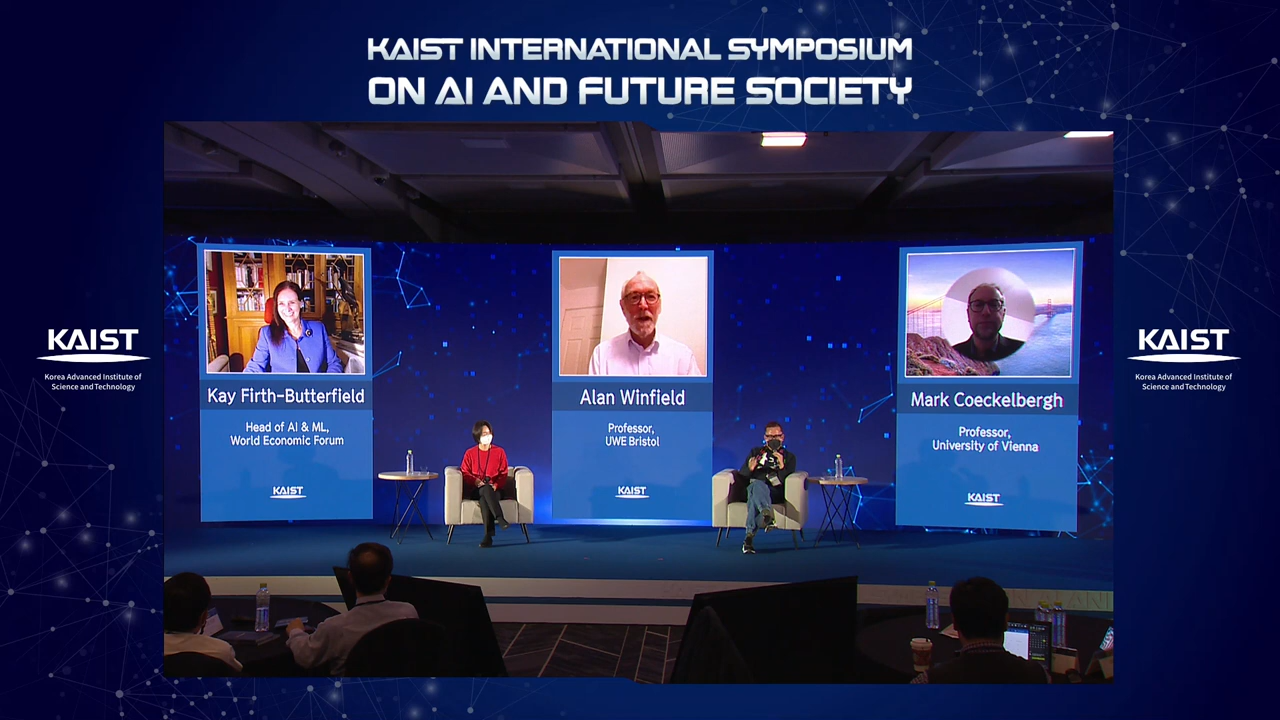 KAIST INTERNATIONAL SYMPOSIUM
ON AI AND FUTURE SOCIETY
KAIST
Korea Advanced Institute of
Science and Technology
Kay Firth-Butterfield
Head of AI & ML,
World Economic Forum
KAIST
Alan Winfield
Professor,
UWE Bristol
KAIST
Mark Coeckelbergh
Professor,
University of Vienna
KAIST
KAIST
Korea Advanced Institute of
Science and Technology